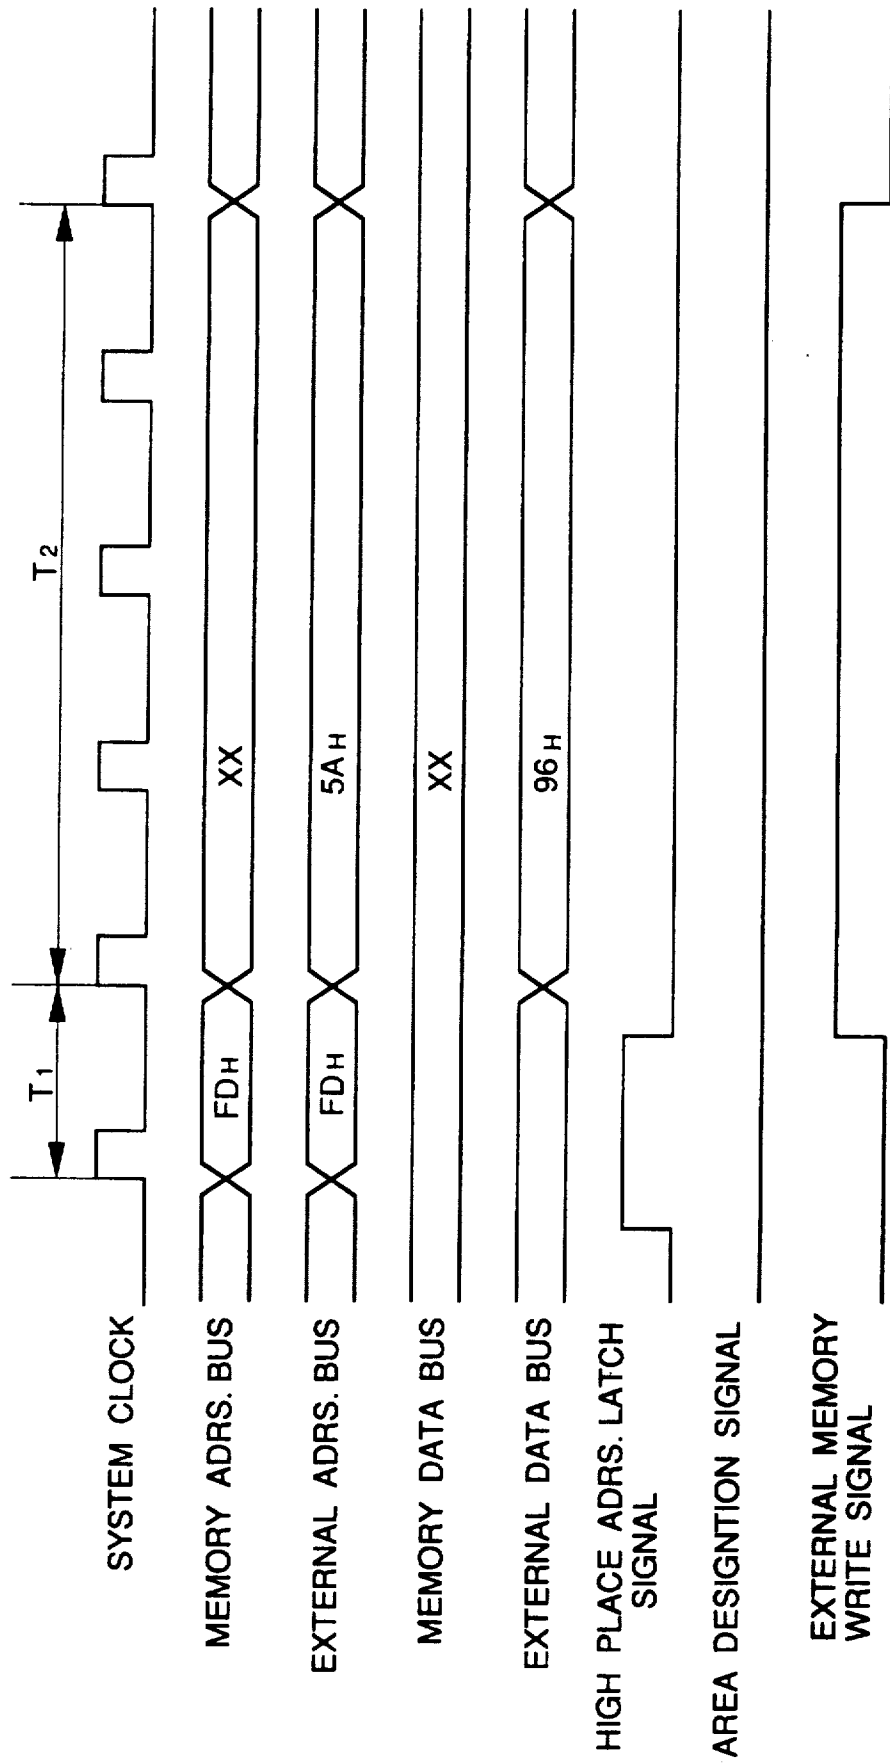 T1
T2
SYSTEM CLOCK
MEMORY ADRS. BUS
FDH
XX
EXTERNAL ADRS. BUS
FDH
5AH
MEMORY DATA BUS
XX
EXTERNAL DATA BUS
96H
HIGH PLACE ADRS. LATCH
SIGNAL
AREA DESIGNTION SIGNAL
EXTERNAL MEMORY
WRITE SIGNAL